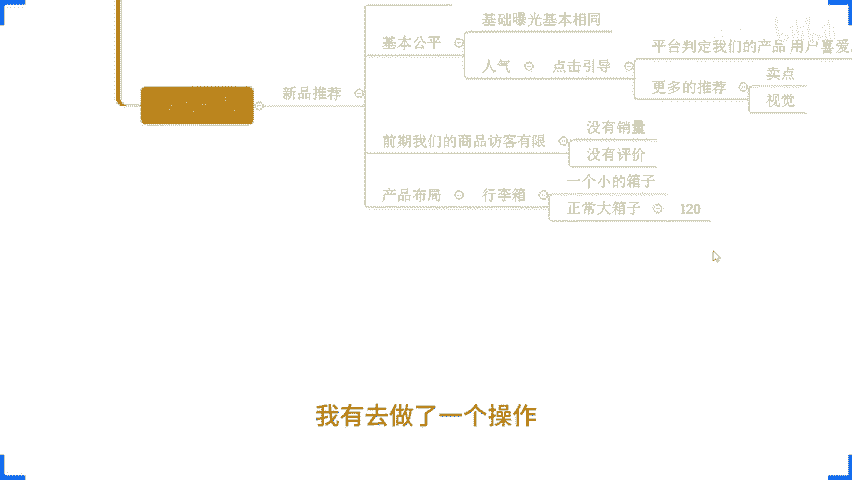 基础曝光基本相同
基本公平
平台判定我们的产品 用户喜爱
人气
点击引导
卖点
更多的推荐
新品推荐
视觉
没有销量
前期我们的商品访客有限
没有评价
一个小的箱子
产品布局
行李箱
正常大箱子
120
我有去做了一个操作